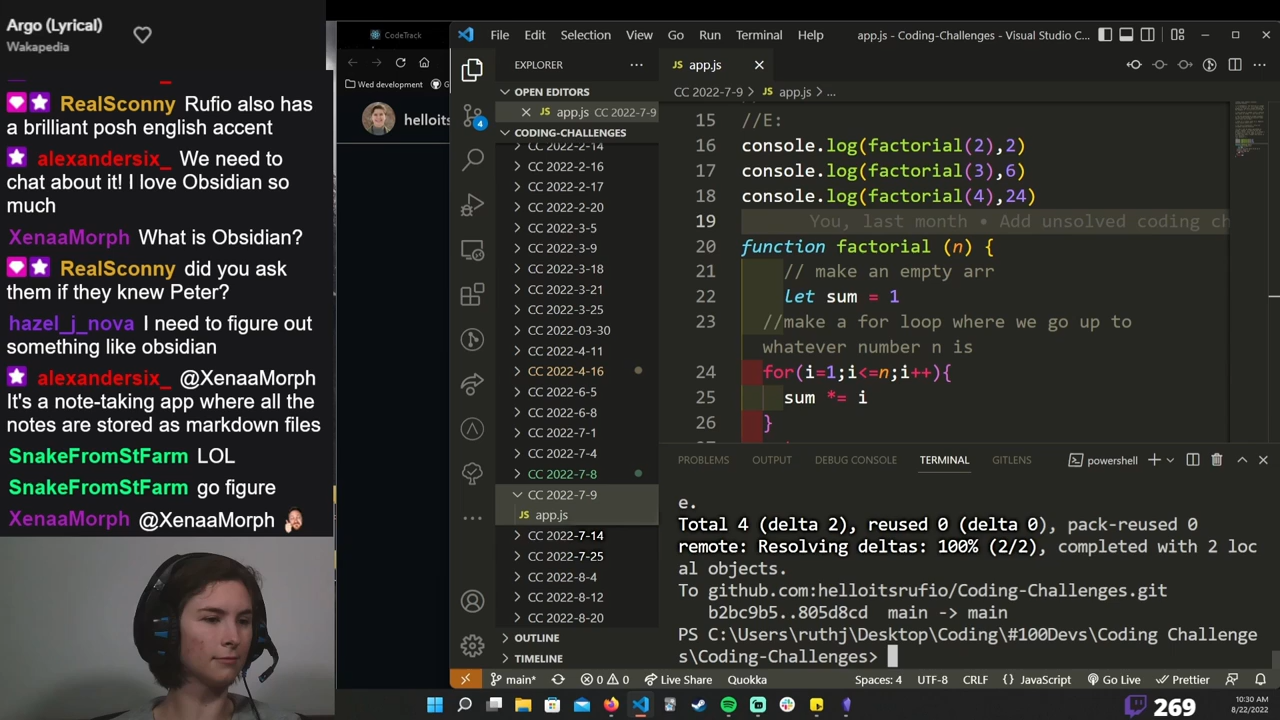 Argo (Lyrical)
Wakapedia
RealSconny Rufio also has
a brilliant posh english accent
alexandersix_ We need to
chat about it! I love Obsidian so
much
XenaaMorph What is Obsidian?
RealSconny did you ask
them if they knew Peter?
hazel_j_nova I need to figure out
something like obsidian
alexandersix_ @XenaaMorph
It's a note-taking app where all the
notes are stored as markdown files
SnakeFromStFarm LOL
SnakeFromStFarm go figure
XenaaMorph @XenaaMorph
CodeTrack
Wed development
helloits
File Edit Selection View Go Run Terminal Help
app.js - Coding-Challenges - Visual Studio C...
EXPLORER
OPEN EDITORS
app.js CC 2022-7-9
CODING-CHALLENGES
CC 2022-2-14
CC 2022-2-16
CC 2022-2-17
CC 2022-2-20
CC 2022-3-5
CC 2022-3-9
CC 2022-3-18
CC 2022-3-21
CC 2022-3-25
CC 2022-03-30
CC 2022-4-11
CC 2022-4-16
CC 2022-6-5
CC 2022-6-8
CC 2022-7-1
CC 2022-7-4
CC 2022-7-8
CC 2022-7-9
JS app.js
CC 2022-7-14
CC 2022-7-25
CC 2022-8-4
CC 2022-8-12
CC 2022-8-20
OUTLINE
TIMELINE
4
JS app.js
CC 2022-7-9 > JS app.js > ...
15 //E:
16 console.log(factorial(2),2)
17 console.log(factorial(3),6)
18 console.log(factorial(4),24)
19 You, last month • Add unsolved coding ch
20 function factorial (n) {
21 // make an empty arr
22 let sum = 1
23 //make a for loop where we go up to
whatever number n is
24 for(i=1;i<=n;i++){
25 sum *= i
26 }
PROBLEMS OUTPUT DEBUG CONSOLE TERMINAL GITLENS
powershell
e.
Total 4 (delta 2), reused 0 (delta 0), pack-reused 0
remote: Resolving deltas: 100% (2/2), completed with 2 loc
al objects.
To github.com:helloitsrufio/Coding-Challenges.git
b2bc9b5..805d8cd main -> main
PS C:\Users\ruthj\Desktop\Coding\#100Devs\Coding Challenge
s\Coding-Challenges>
main* 0 0 Live Share Quokka Spaces: 4 UTF-8 CRLF JavaScript Go Live Prettier
269
10:30 AM
8/22/2022